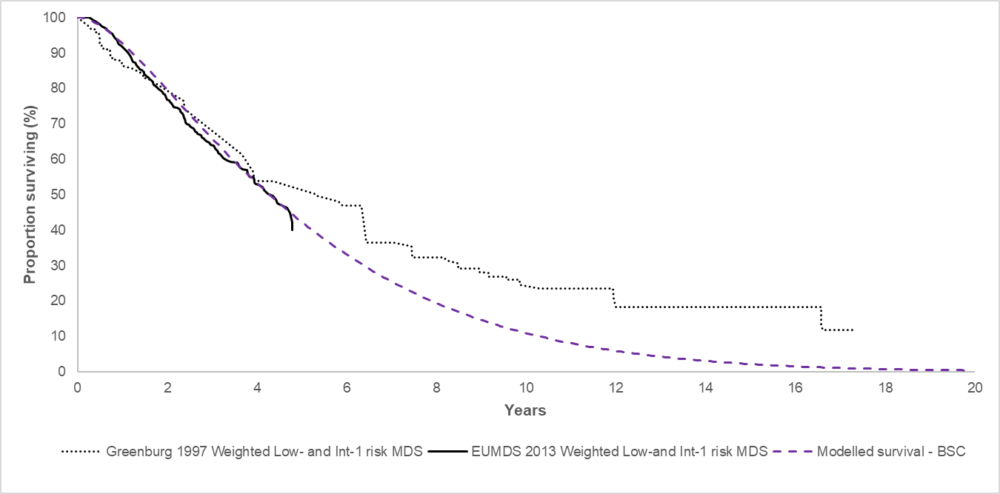 100
90
80
70
60
50
40
30
20
10
0
Proportion surviving (%)
0 2 4 6 8 10 12 14 16 18 20
Years
Greenburg 1997 Weighted Low- and Int-1 risk MDS EUMDS 2013 Weighted Low-and Int-1 risk MDS Modelled survival - BSC